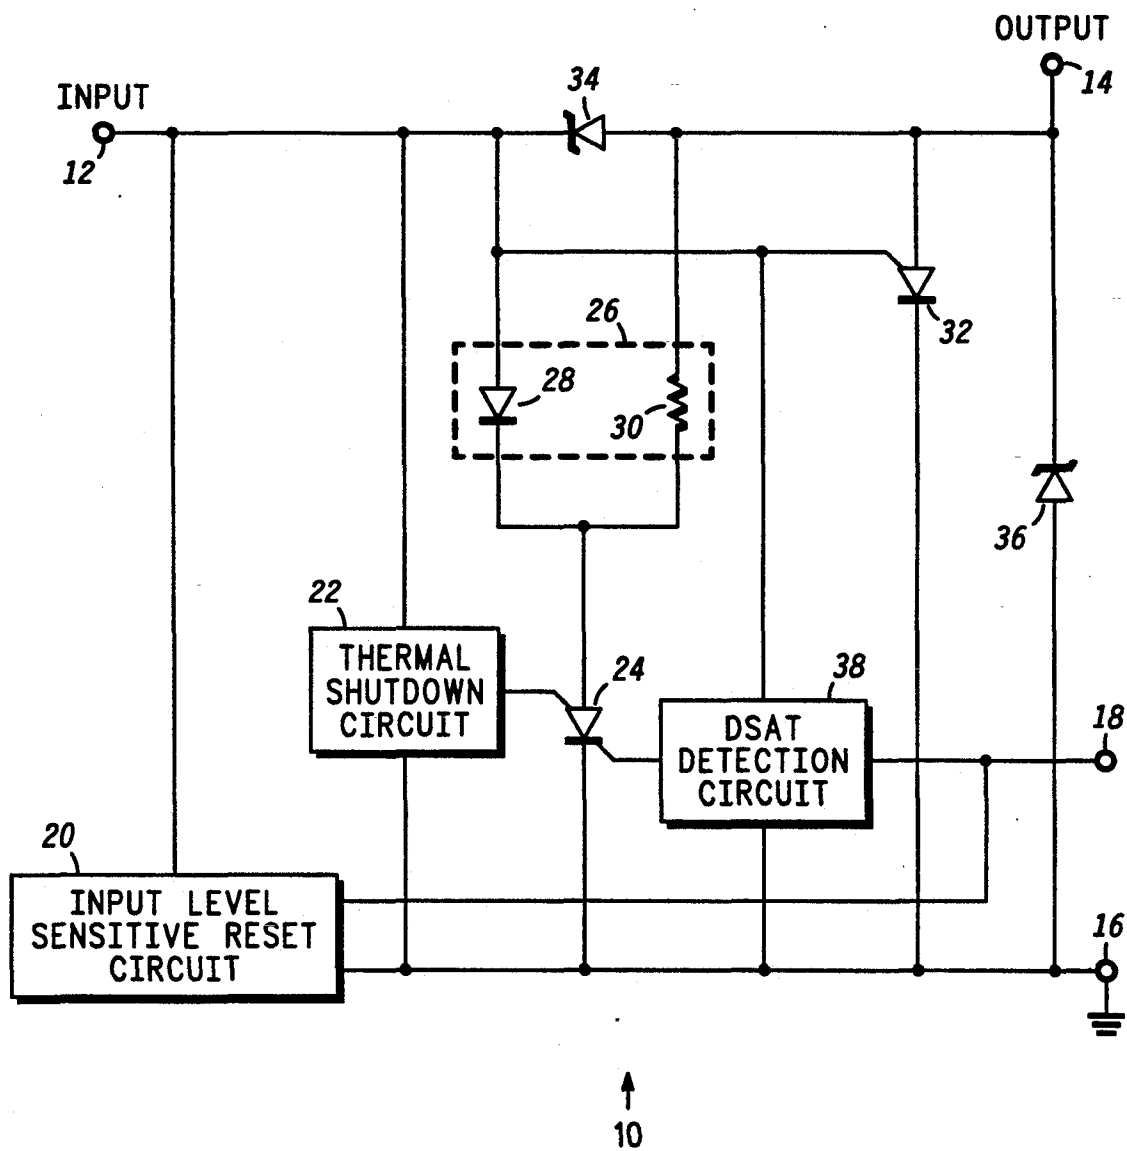 OUTPUT
14
INPUT
12
34
32
26
28
30
36
22
THERMAL
SHUTDOWN
CIRCUIT
24
38
DSAT
DETECTION
CIRCUIT
18
20
INPUT LEVEL
SENSITIVE RESET
CIRCUIT
16
10